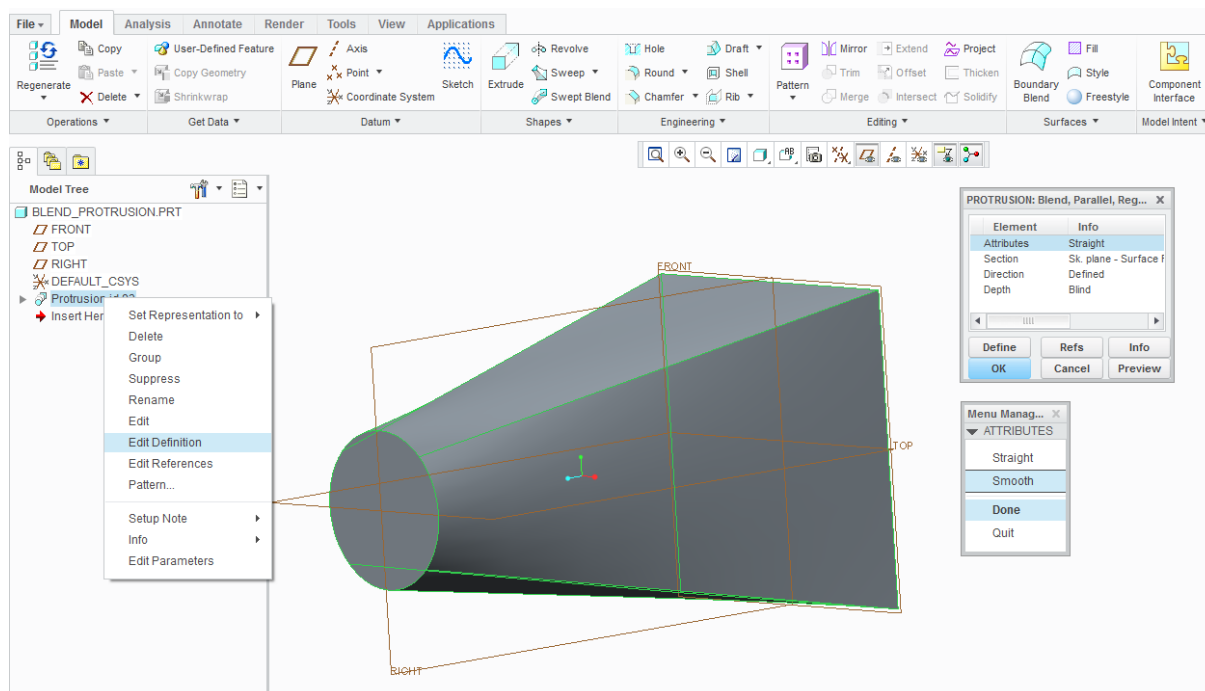 File Model Analysis Annotate Render Tools View Applications
Regenerate
Copy
Paste
Delete
Operations
User-Defined Feature
Copy Geometry
Shrinkwrap
Get Data
Plane
Axis
Point
Coordinate System
Sketch
Datum
Extrude
Revolve
Sweep
Swept Blend
Shapes
Hole
Round
Chamfer
Draft
Shell
Rib
Engineering
Pattern
Mirror
Trim
Merge
Extend
Offset
Intersect
Project
Thicken
Solidify
Editing
Boundary
Blend
Fill
Style
Freestyle
Surfaces
Component
Interface
Model Intent
Model Tree
BLEND_PROTRUSION.PRT
FRONT
TOP
RIGHT
DEFAULT_CSYS
Protrusion
Insert Her
Set Representation to
Delete
Group
Suppress
Rename
Edit
Edit Definition
Edit References
Pattern...
Setup Note
Info
Edit Parameters
FRONT
TOP
RIGHT
PROTRUSION: Blend, Parallel, Reg...
Element Info
Attributes Straight
Section Sk. plane - Surface
Direction Defined
Depth Blind
Define Refs Info
OK Cancel Preview
Menu Manag...
ATTRIBUTES
Straight
Smooth
Done
Quit